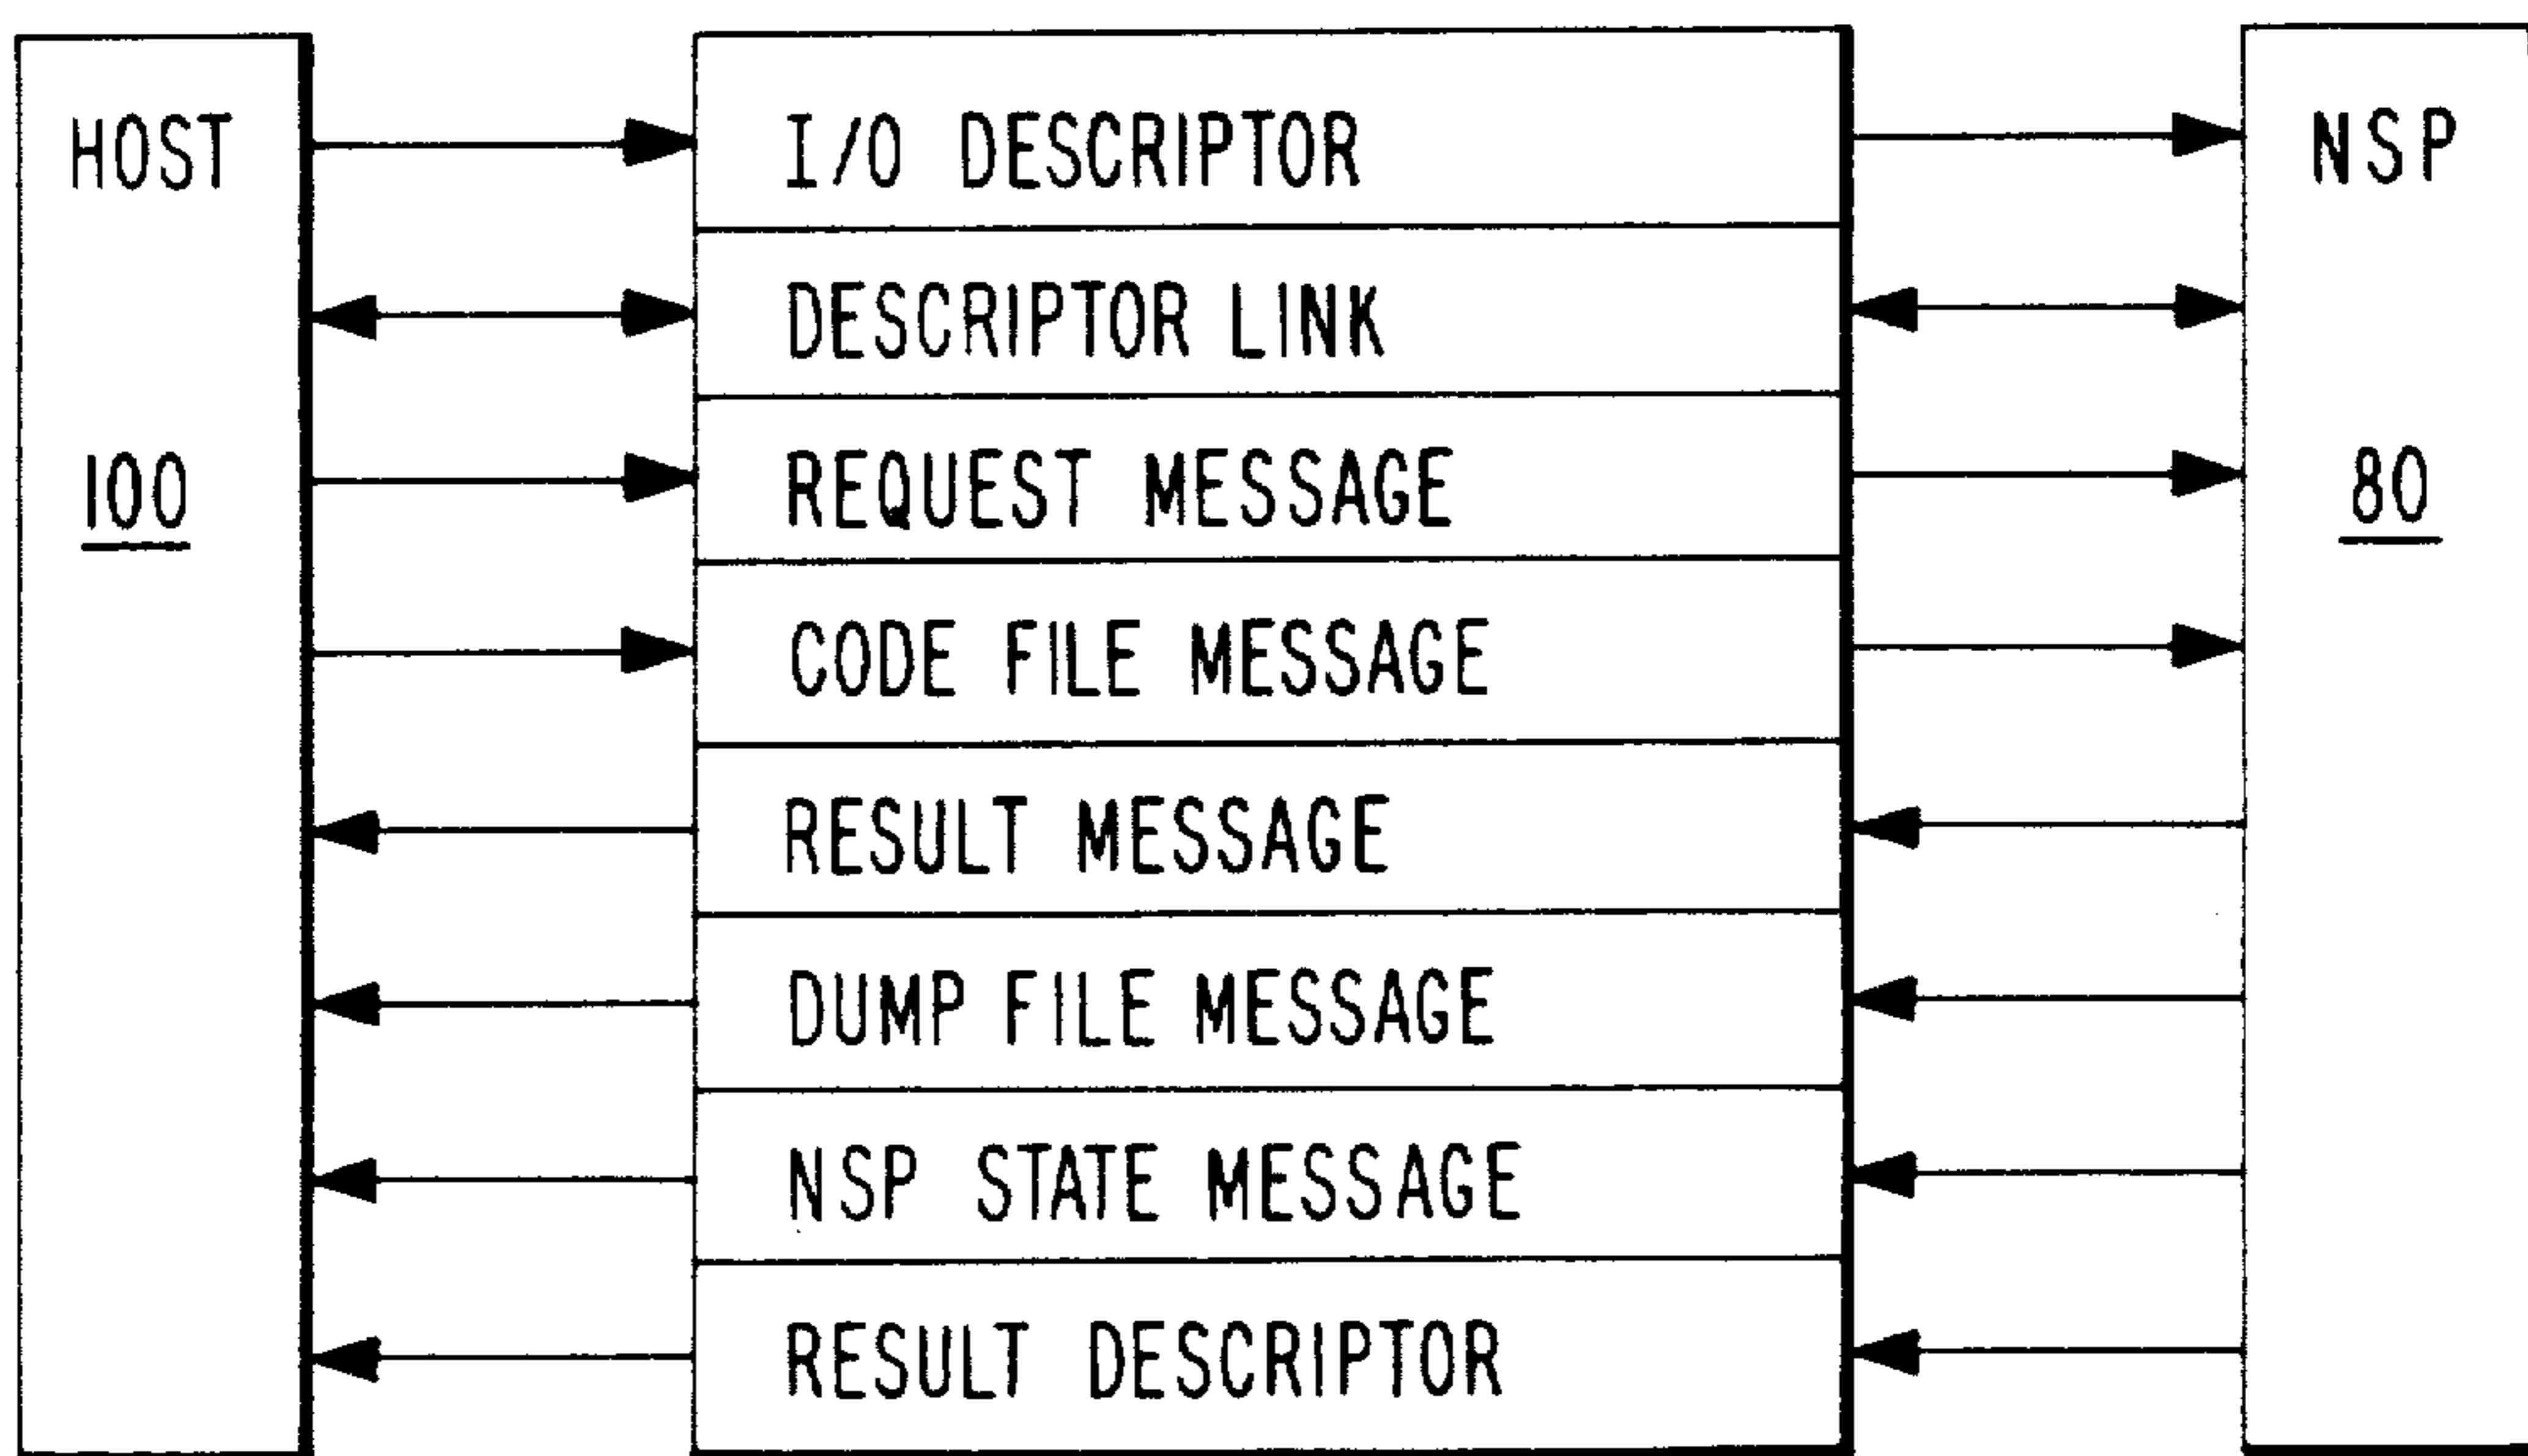 HOST
100
I/O DESCRIPTOR
DESCRIPTOR LINK
REQUEST MESSAGE
CODE FILE MESSAGE
RESULT MESSAGE
DUMP FILE MESSAGE
NSP STATE MESSAGE
RESULT DESCRIPTOR
NSP
80